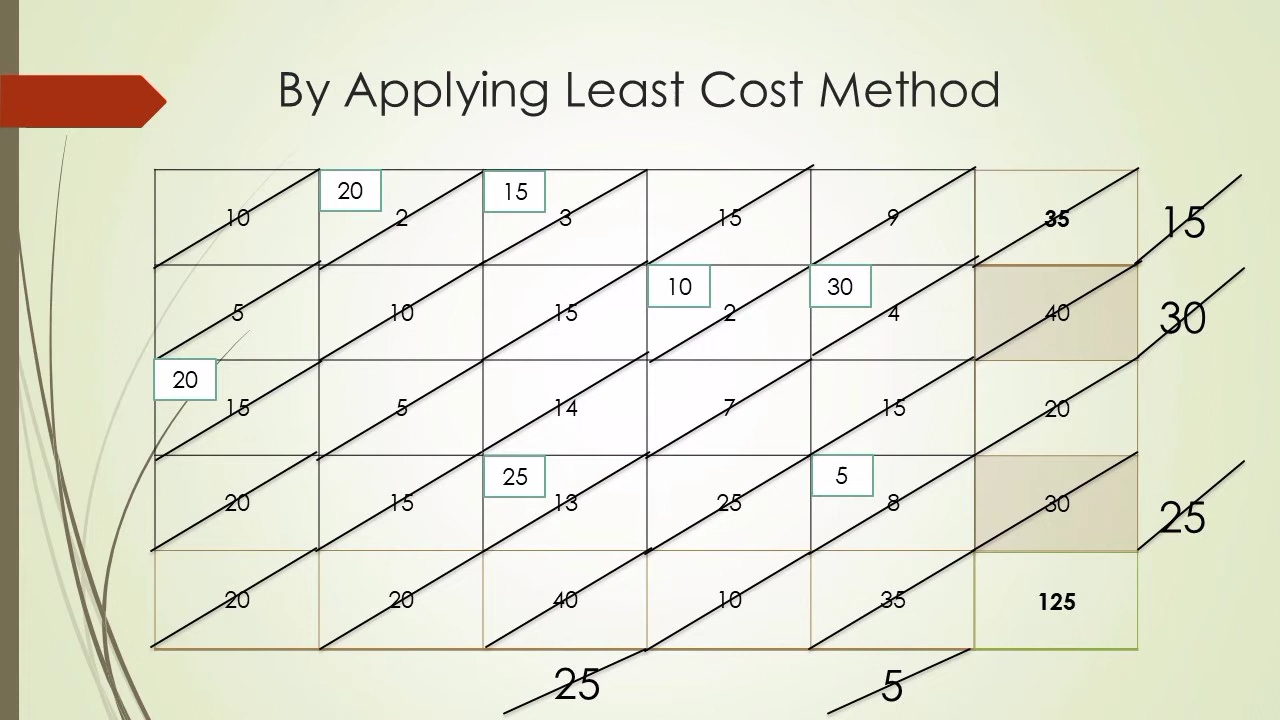 By Applying Least Cost Method
20 15
10 2 3 15 9 35 15
10 30
5 10 15 2 4 40 30
20
15 5 14 7 15 20
25 5
20 15 13 25 8 30 25
20 20 40 10 35 125
25 5